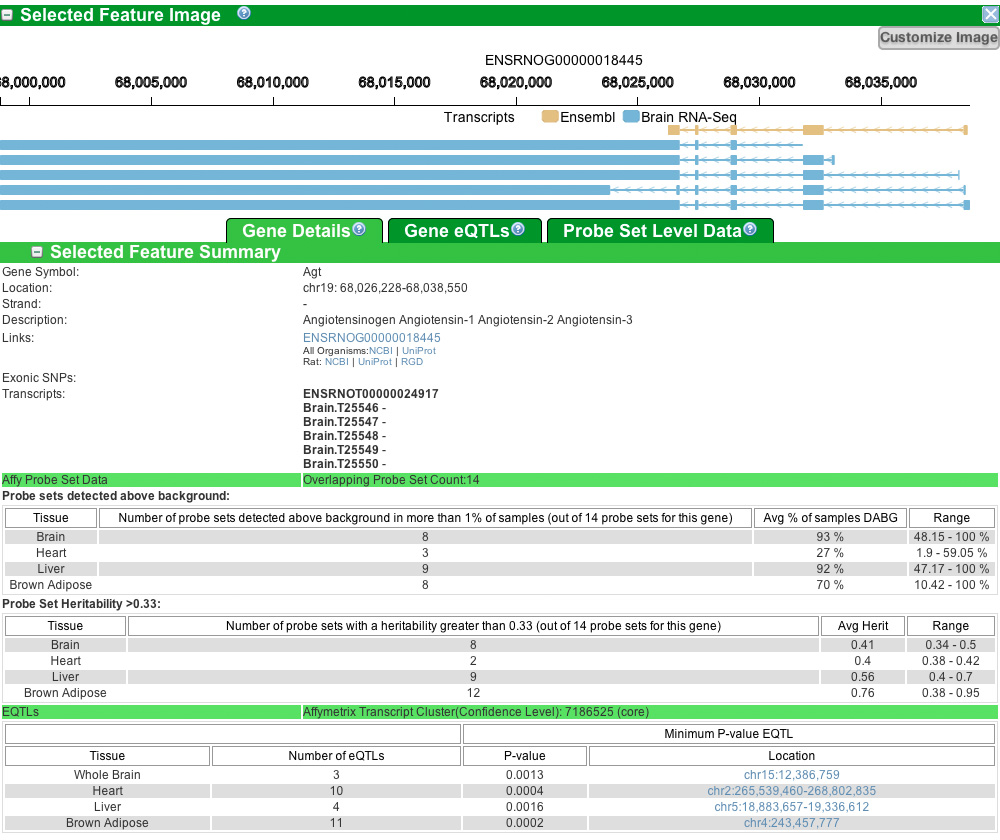 Selected Feature Image
Customize Image
ENSRNOG00000018445
68,000,000 68,005,000 68,010,000 68,015,000 68,020,000 68,025,000 68,030,000 68,035,000
Transcripts Ensembl Brain RNA-Seq
Gene Details Gene eQTLs Probe Set Level Data
Selected Feature Summary
Gene Symbol: Agt
Location: chr19: 68,026,228-68,038,550
Strand: -
Description: Angiotensinogen Angiotensin-1 Angiotensin-2 Angiotensin-3
Links: ENSRNOG00000018445
All Organisms:NCBI | UniProt
Rat: NCBI | UniProt | RGD
Exonic SNPs:
Transcripts: ENSRNOT00000024917
Brain.T25546 -
Brain.T25547 -
Brain.T25548 -
Brain.T25549 -
Brain.T25550 -
Affy Probe Set Data Overlapping Probe Set Count:14
Probe sets detected above background:
Tissue Number of probe sets detected above background in more than 1% of samples (out of 14 probe sets for this gene) Avg % of samples DABG Range
Brain 8 93 % 48.15 - 100 %
Heart 3 27 % 1.9 - 59.05 %
Liver 9 92 % 47.17 - 100 %
Brown Adipose 8 70 % 10.42 - 100 %
Probe Set Heritability >0.33:
Tissue Number of probe sets with a heritability greater than 0.33 (out of 14 probe sets for this gene) Avg Herit Range
Brain 8 0.41 0.34 - 0.5
Heart 2 0.4 0.38 - 0.42
Liver 9 0.56 0.4 - 0.7
Brown Adipose 12 0.76 0.38 - 0.95
EQTLs Affymetrix Transcript Cluster(Confidence Level): 7186525 (core)
Minimum P-value EQTL
Tissue Number of eQTLs P-value Location
Whole Brain 3 0.0013 chr15:12,386,759
Heart 10 0.0004 chr2:265,539,460-268,802,835
Liver 4 0.0016 chr5:18,883,657-19,336,612
Brown Adipose 11 0.0002 chr4:243,457,777